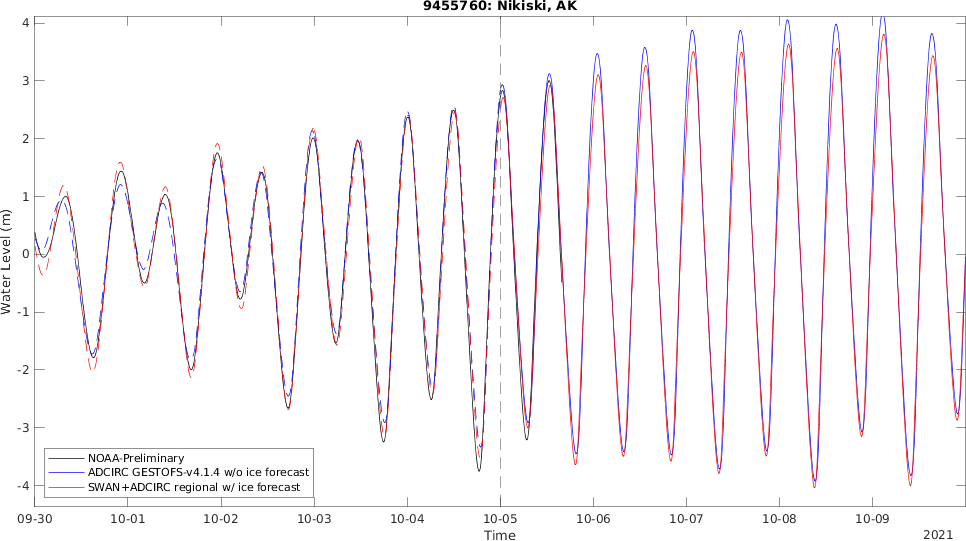 9455760: Nikiski, AK
4
3
2
1
0
-1
-2
-3
-4
Water Level (m)
NOAA-Preliminary
ADCIRC GESTOFS-v4.1.4 w/o ice forecast
SWAN+ADCIRC regional w/ ice forecast
09-30 10-01 10-02 10-03 10-04 10-05 10-06 10-07 10-08 10-09
Time
2021